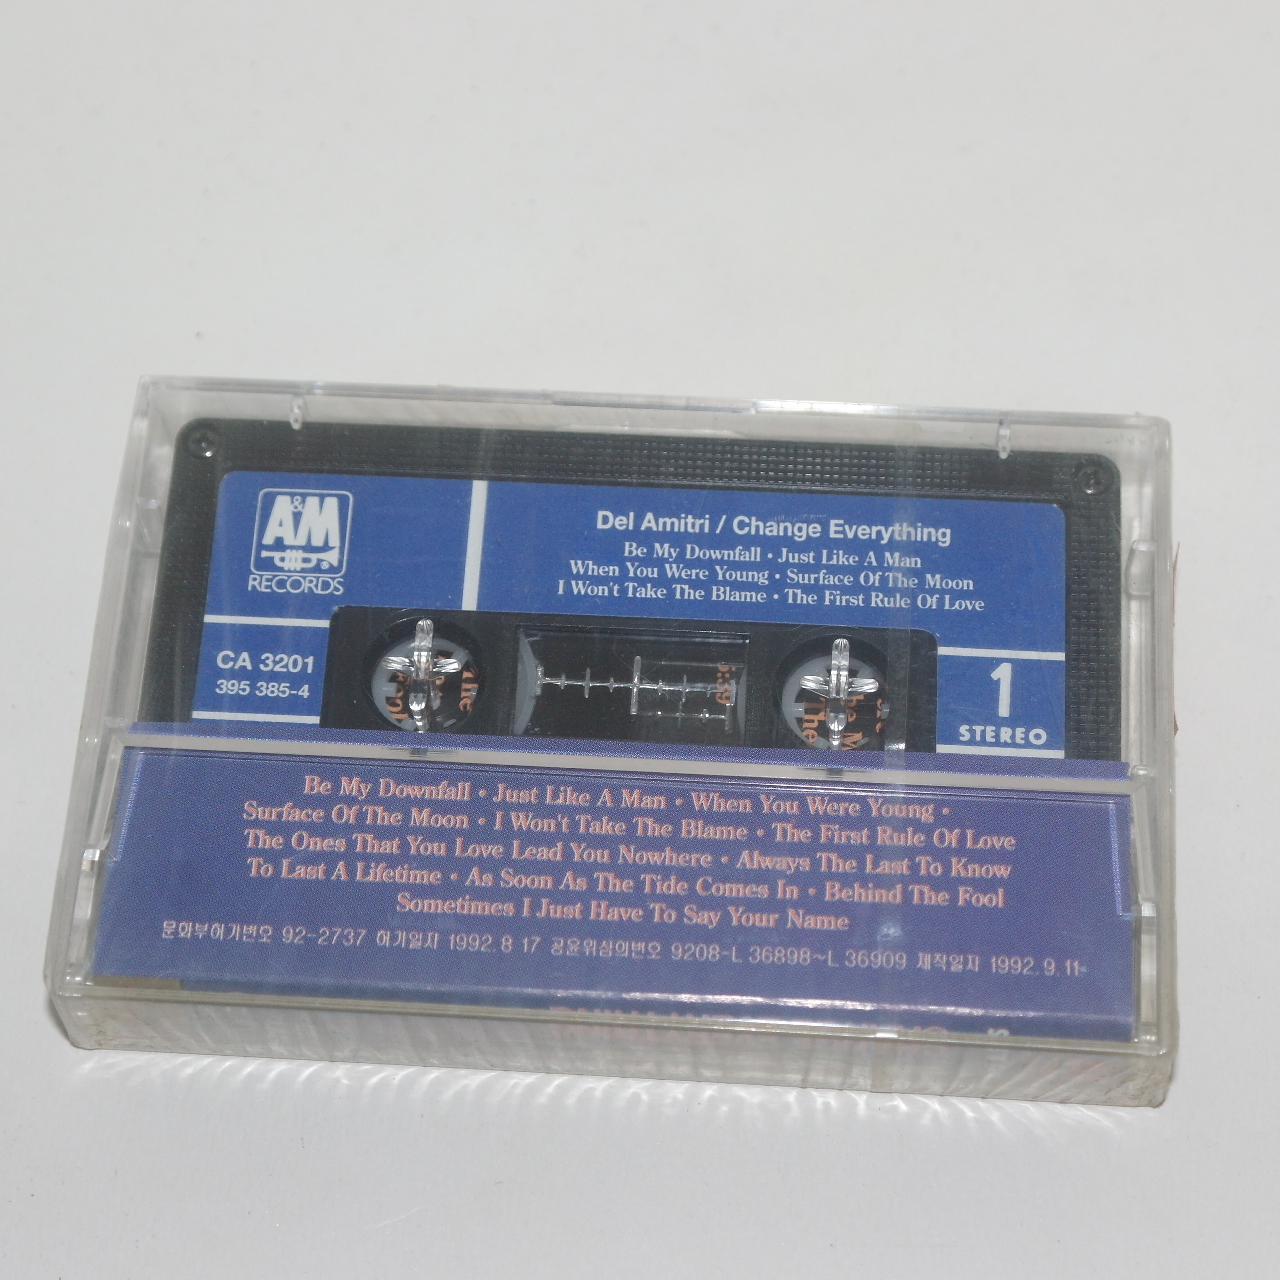 A&M
RECORDS
Del Amitri / Change Everything
Be My Downfall • Just Like A Man
When You Were Young • Surface Of The Moon
I Won't Take The Blame • The First Rule Of Love
CA 3201
395 385-4
1
STEREO
Be My Downfall • Just Like A Man • When You Were Young •
Surface Of The Moon • I Won't Take The Blame • The First Rule Of Love
The Ones That You Love Lead You Nowhere • Always The Last To Know
To Last A Lifetime • As Soon As The Tide Comes In • Behind The Fool
Sometimes I Just Have To Say Your Name
문화부허가번호 92-2737 허가일자 1992.8 17 공윤위심의번호 9208-L 36898~L 36909 제작일자 1992.9.11-